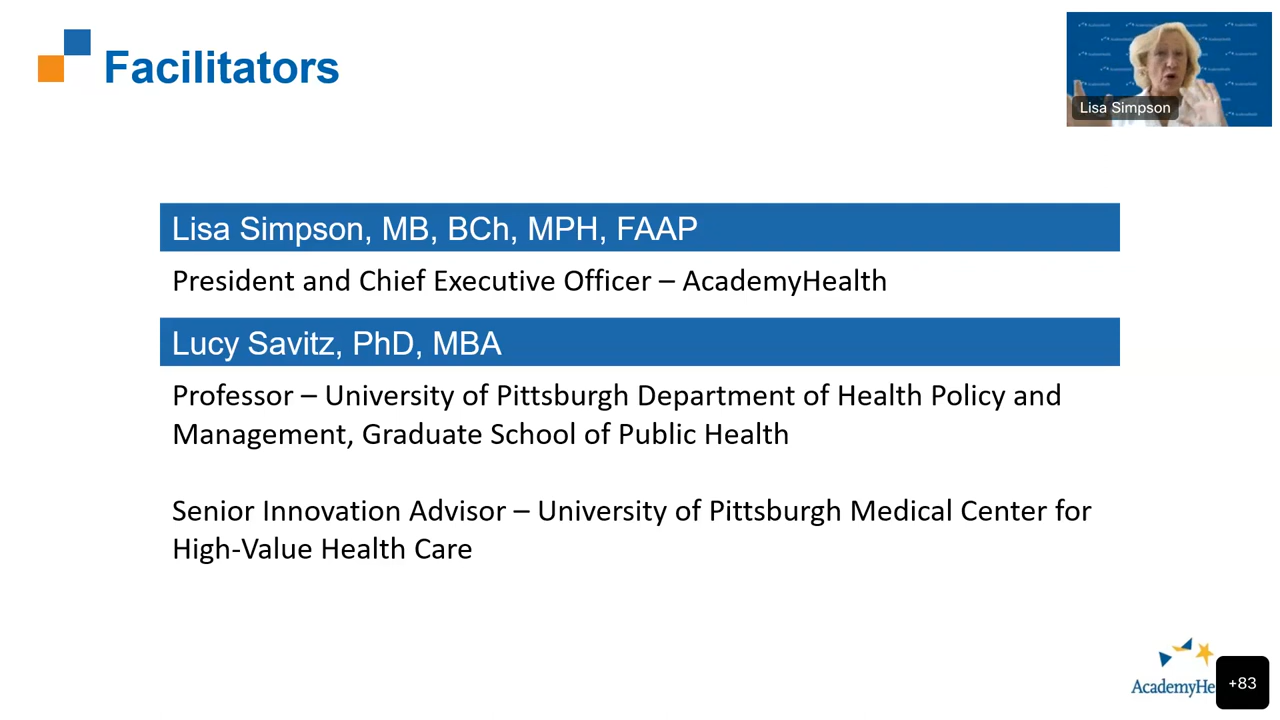 Facilitators
Lisa Simpson
Lisa Simpson, MB, BCh, MPH, FAAP
President and Chief Executive Officer – AcademyHealth
Lucy Savitz, PhD, MBA
Professor – University of Pittsburgh Department of Health Policy and
Management, Graduate School of Public Health
Senior Innovation Advisor – University of Pittsburgh Medical Center for
High-Value Health Care
AcademyHe
+83